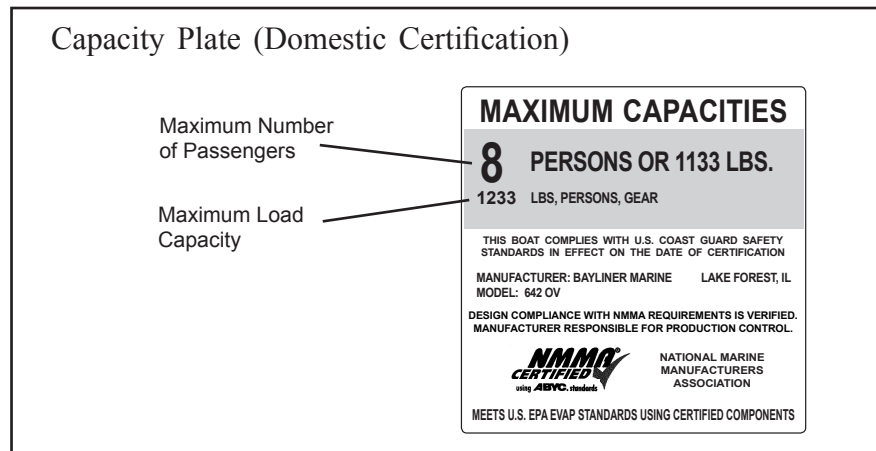 Capacity Plate (Domestic Certification)
Maximum Number
of Passengers
Maximum Load
Capacity
MAXIMUM CAPACITIES
8 PERSONS OR 1133 LBS.
1233 LBS, PERSONS, GEAR
THIS BOAT COMPLIES WITH U.S. COAST GUARD SAFETY
STANDARDS IN EFFECT ON THE DATE OF CERTIFICATION
MANUFACTURER: BAYLINER MARINE LAKE FOREST, IL
MODEL: 642 OV
DESIGN COMPLIANCE WITH NMMA REQUIREMENTS IS VERIFIED.
MANUFACTURER RESPONSIBLE FOR PRODUCTION CONTROL.
NMMA®
CERTIFIED
using ABYC. standards
NATIONAL MARINE
MANUFACTURERS
ASSOCIATION
MEETS U.S. EPA EVAP STANDARDS USING CERTIFIED COMPONENTS